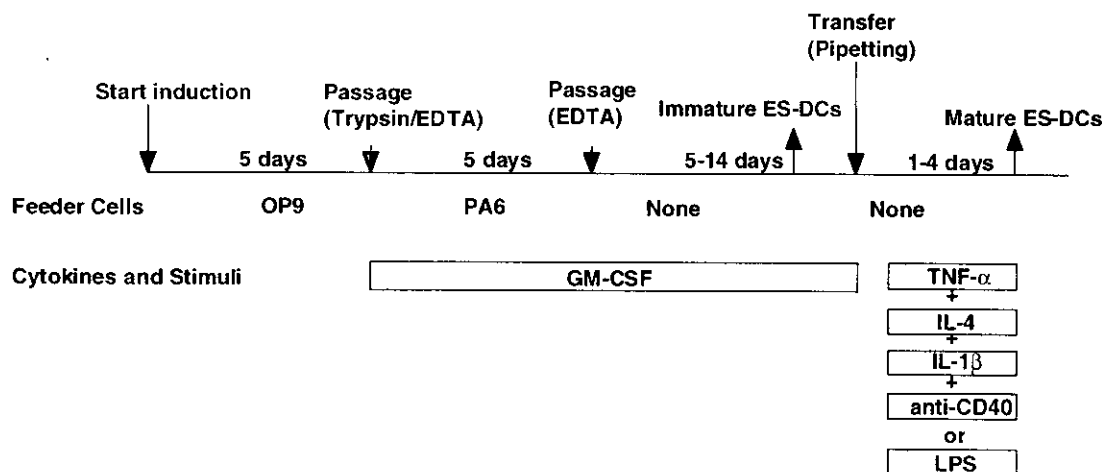 Transfer
(Pipetting)
Start induction
Passage
(Trypsin/EDTA)
Passage
(EDTA)
Immature ES-DCs
Mature ES-DCs
5 days
5 days
5-14 days
1-4 days
Feeder Cells
OP9
PA6
None
None
Cytokines and Stimuli
GM-CSF
TNF-α
+
IL-4
+
IL-1β
+
anti-CD40
or
LPS